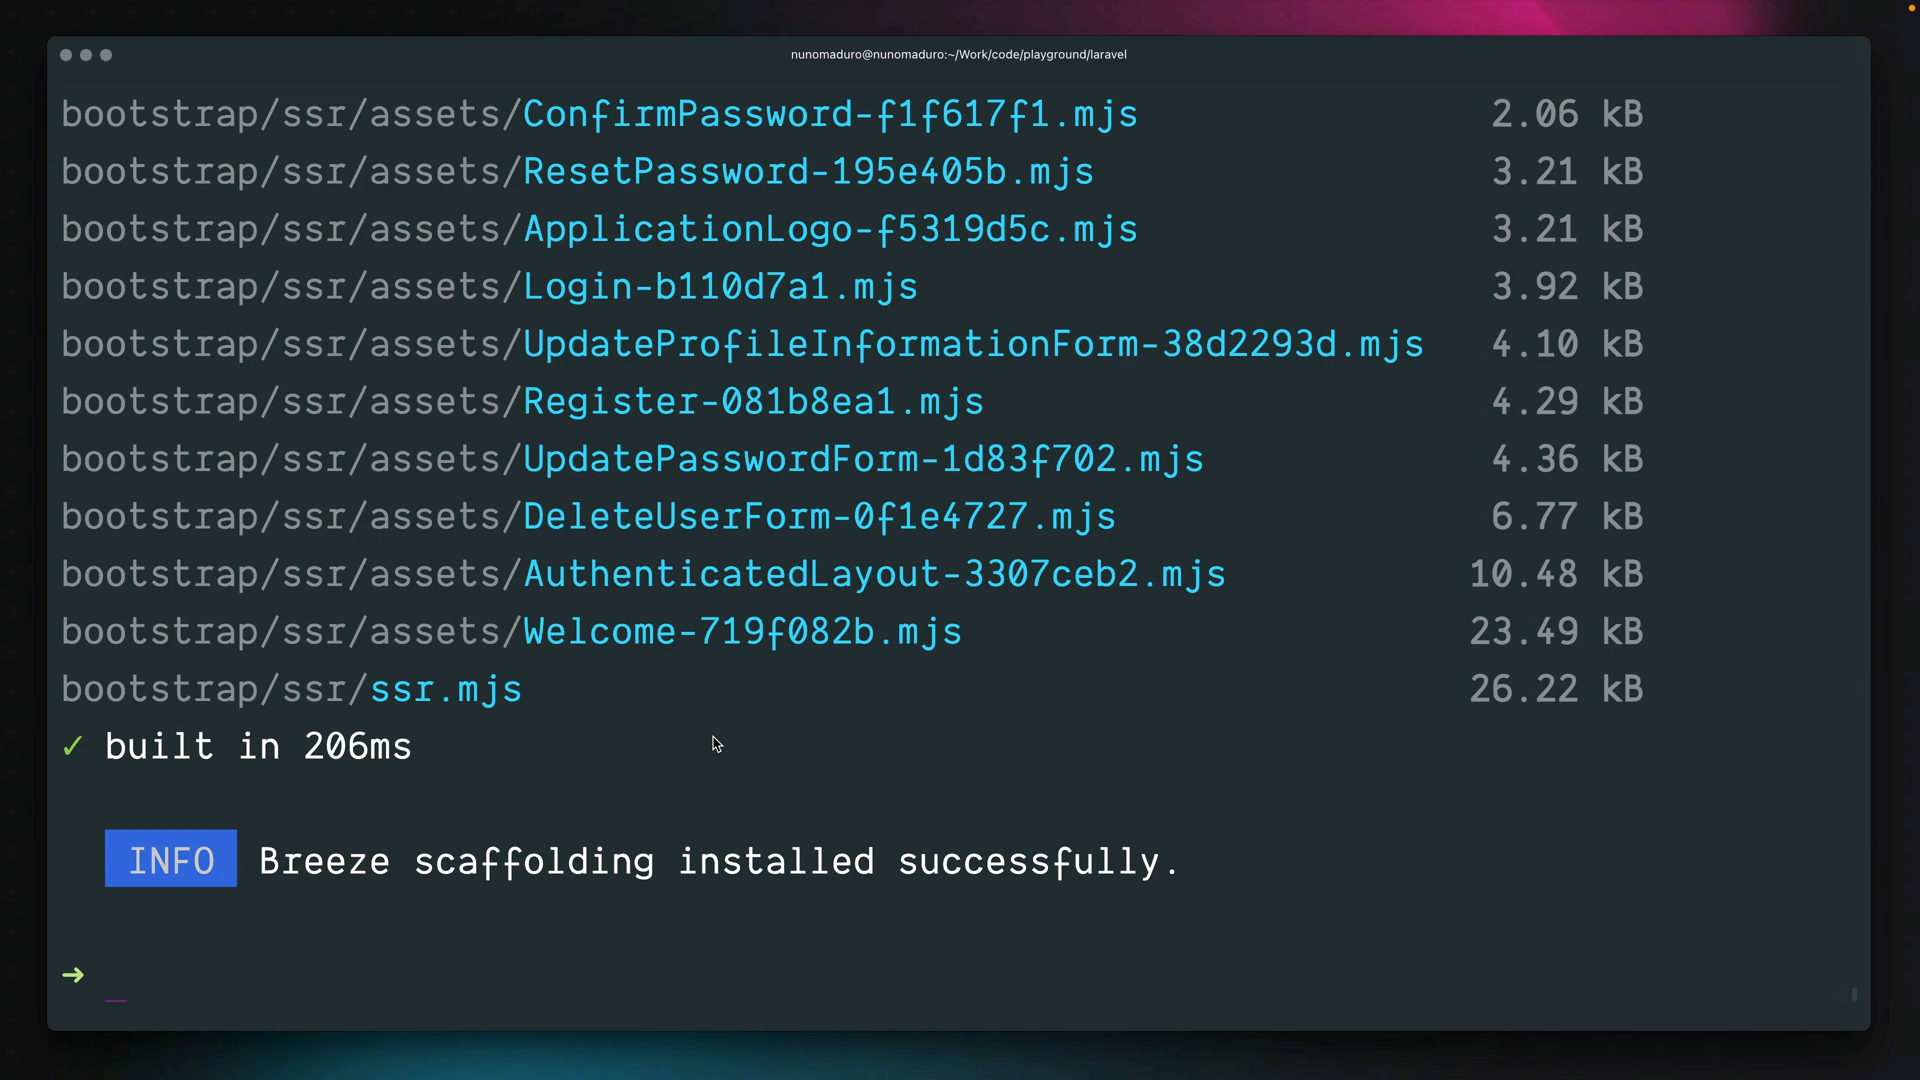 nunomaduro@nunomaduro:~/Work/code/playground/laravel
bootstrap/ssr/assets/ConfirmPassword-f1f617f1.mjs 2.06 kB
bootstrap/ssr/assets/ResetPassword-195e405b.mjs 3.21 kB
bootstrap/ssr/assets/ApplicationLogo-f5319d5c.mjs 3.21 kB
bootstrap/ssr/assets/Login-b110d7a1.mjs 3.92 kB
bootstrap/ssr/assets/UpdateProfileInformationForm-38d2293d.mjs 4.10 kB
bootstrap/ssr/assets/Register-081b8ea1.mjs 4.29 kB
bootstrap/ssr/assets/UpdatePasswordForm-1d83f702.mjs 4.36 kB
bootstrap/ssr/assets/DeleteUserForm-0f1e4727.mjs 6.77 kB
bootstrap/ssr/assets/AuthenticatedLayout-3307ceb2.mjs 10.48 kB
bootstrap/ssr/assets/Welcome-719f082b.mjs 23.49 kB
bootstrap/ssr/ssr.mjs 26.22 kB
✓ built in 206ms
INFO Breeze scaffolding installed successfully.
➜